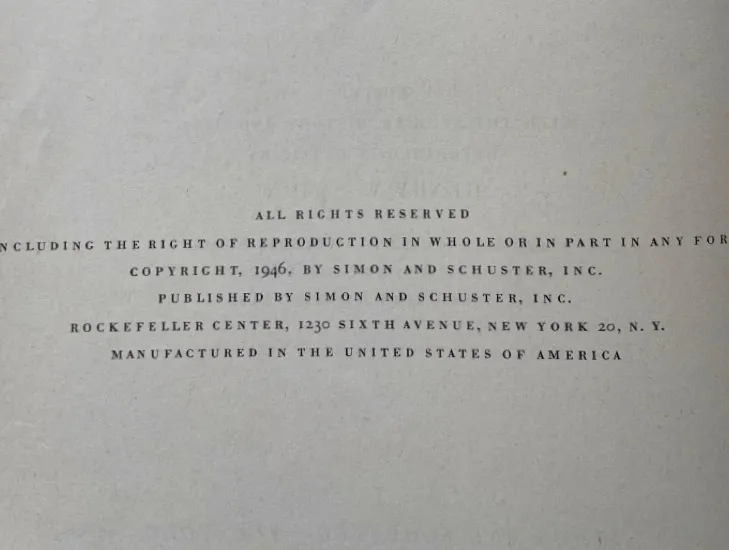 ALL RIGHTS RESERVED
NCLUDING THE RIGHT OF REPRODUCTION IN WHOLE OR IN PART IN ANY FOR
COPYRIGHT, 1946, BY SIMON AND SCHUSTER, INC.
PUBLISHED BY SIMON AND SCHUSTER, INC.
ROCKEFELLER CENTER, 1230 SIXTH AVENUE, NEW YORK 20, N. Y.
MANUFACTURED IN THE UNITED STATES OF AMERICA